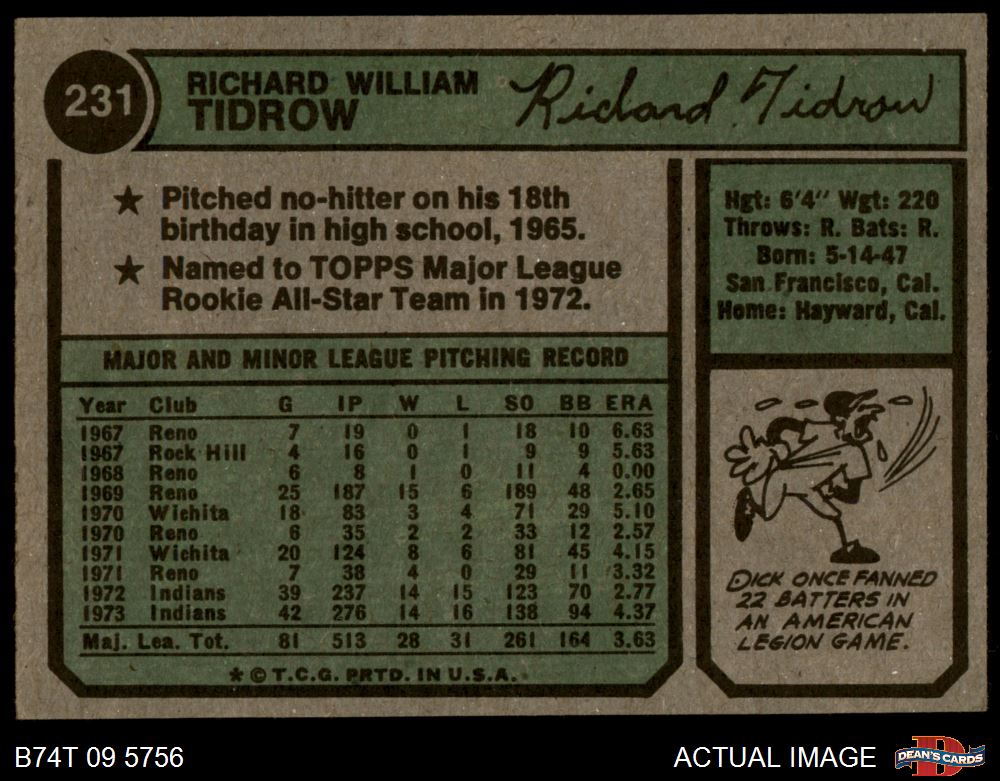 231
RICHARD WILLIAM
TIDROW
Richard Tidrow
★ Pitched no-hitter on his 18th
birthday in high school, 1965.
★ Named to TOPPS Major League
Rookie All-Star Team in 1972.
Hgt: 6'4" Wgt: 220
Throws: R. Bats: R.
Born: 5-14-47
San Francisco, Cal.
Home: Hayward, Cal.
MAJOR AND MINOR LEAGUE PITCHING RECORD
Year Club G IP W L SO BB ERA
1967 Reno 7 19 0 1 18 10 6.63
1967 Rock Hill 4 16 0 1 9 9 5.63
1968 Reno 6 8 1 0 11 4 0.00
1969 Reno 25 187 15 6 189 48 2.65
1970 Wichita 18 83 3 4 71 29 5.10
1970 Reno 6 35 2 2 33 12 2.57
1971 Wichita 20 124 8 6 81 45 4.15
1971 Reno 7 38 4 0 29 11 3.32
1972 Indians 39 237 14 15 123 70 2.77
1973 Indians 42 276 14 16 138 94 4.37
Maj. Lea. Tot. 81 513 28 31 261 164 3.63
★ © T.C.G. PRTD. IN U.S.A.
DICK ONCE FANNED
22 BATTERS IN
AN AMERICAN
LEGION GAME.
B74T 09 5756
ACTUAL IMAGE
D
DEAN'S CARDS